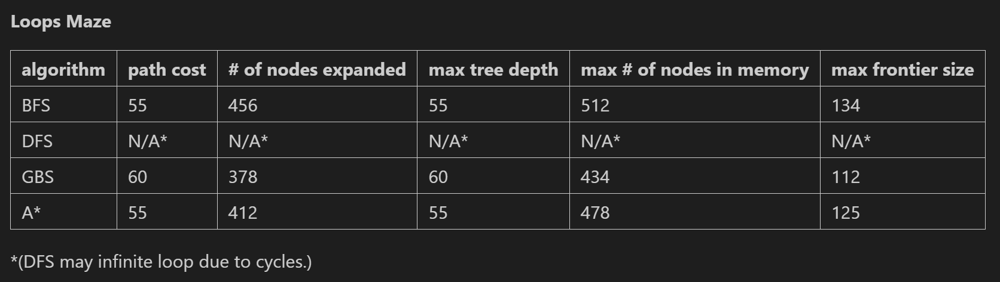 Loops Maze
algorithm path cost # of nodes expanded max tree depth max # of nodes in memory max frontier size
BFS 55 456 55 512 134
DFS N/A* N/A* N/A* N/A* N/A*
GBS 60 378 60 434 112
A* 55 412 55 478 125
*(DFS may infinite loop due to cycles.)